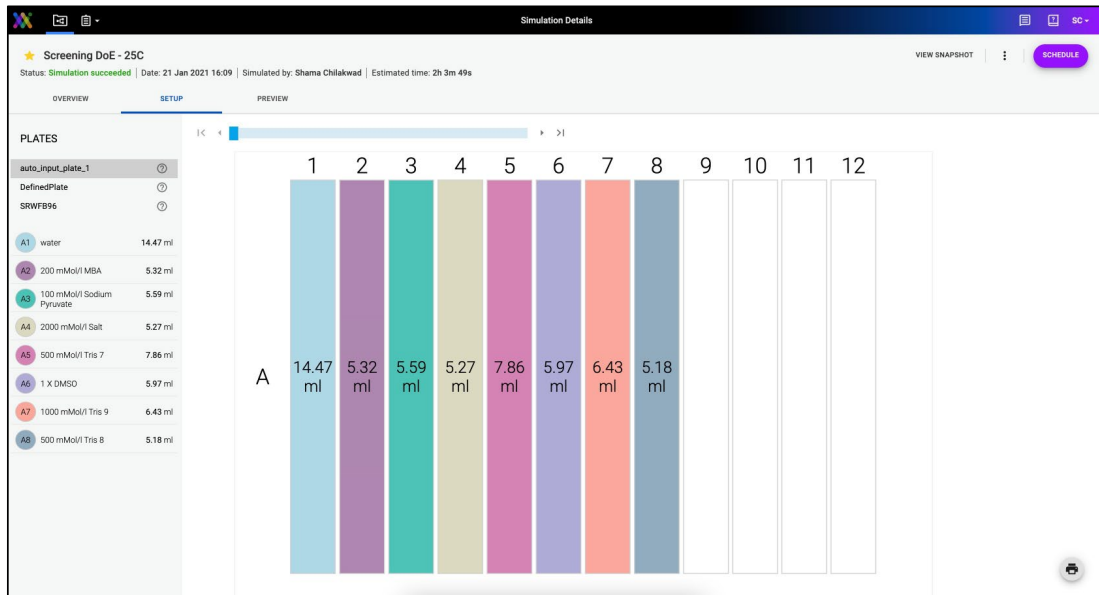 Simulation Details
SC
Screening DoE - 25C
VIEW SNAPSHOT
SCHEDULE
Status: Simulation succeeded | Date: 21 Jan 2021 16:09 | Simulated by: Shama Chilakwad | Estimated time: 2h 3m 49s
OVERVIEW SETUP PREVIEW
PLATES
auto_input_plate_1 ?
DefinedPlate ?
SRWFB96 ?
A1 water 14.47 ml
A2 200 mMol/l MBA 5.32 ml
A3 100 mMol/l Sodium 5.59 ml
Pyruvate
A4 2000 mMol/l Salt 5.27 ml
A5 500 mMol/l Tris 7 7.86 ml
A6 1 X DMSO 5.97 ml
A7 1000 mMol/l Tris 9 6.43 ml
A8 500 mMol/l Tris 8 5.18 ml
1 2 3 4 5 6 7 8 9 10 11 12
A
14.47 5.32 5.59 5.27 7.86 5.97 6.43 5.18
ml ml ml ml ml ml ml ml